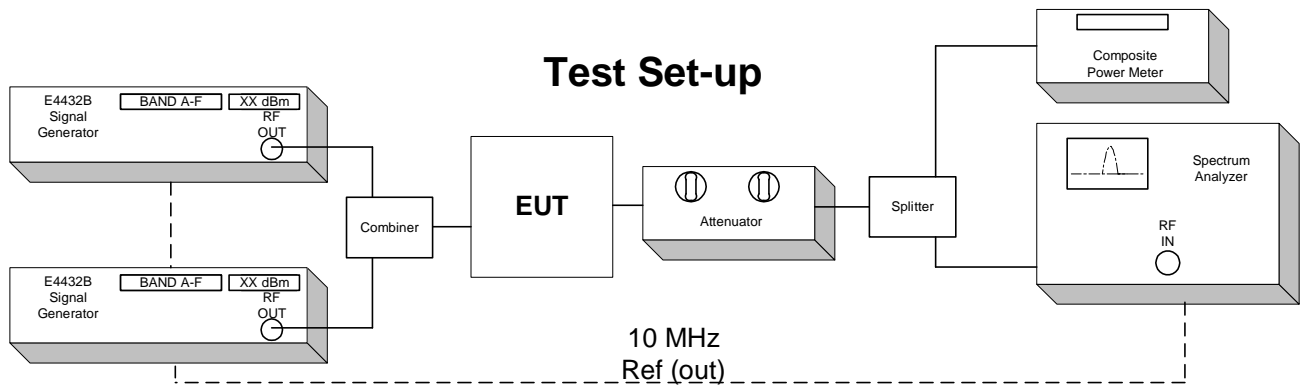 Test Set-up
E4432B
Signal
Generator
BAND A-F
XX dBm
RF
OUT
E4432B
Signal
Generator
BAND A-F
XX dBm
RF
OUT
Combiner
EUT
Attenuator
Splitter
Composite
Power Meter
Spectrum
Analyzer
RF
IN
10 MHz
Ref (out)